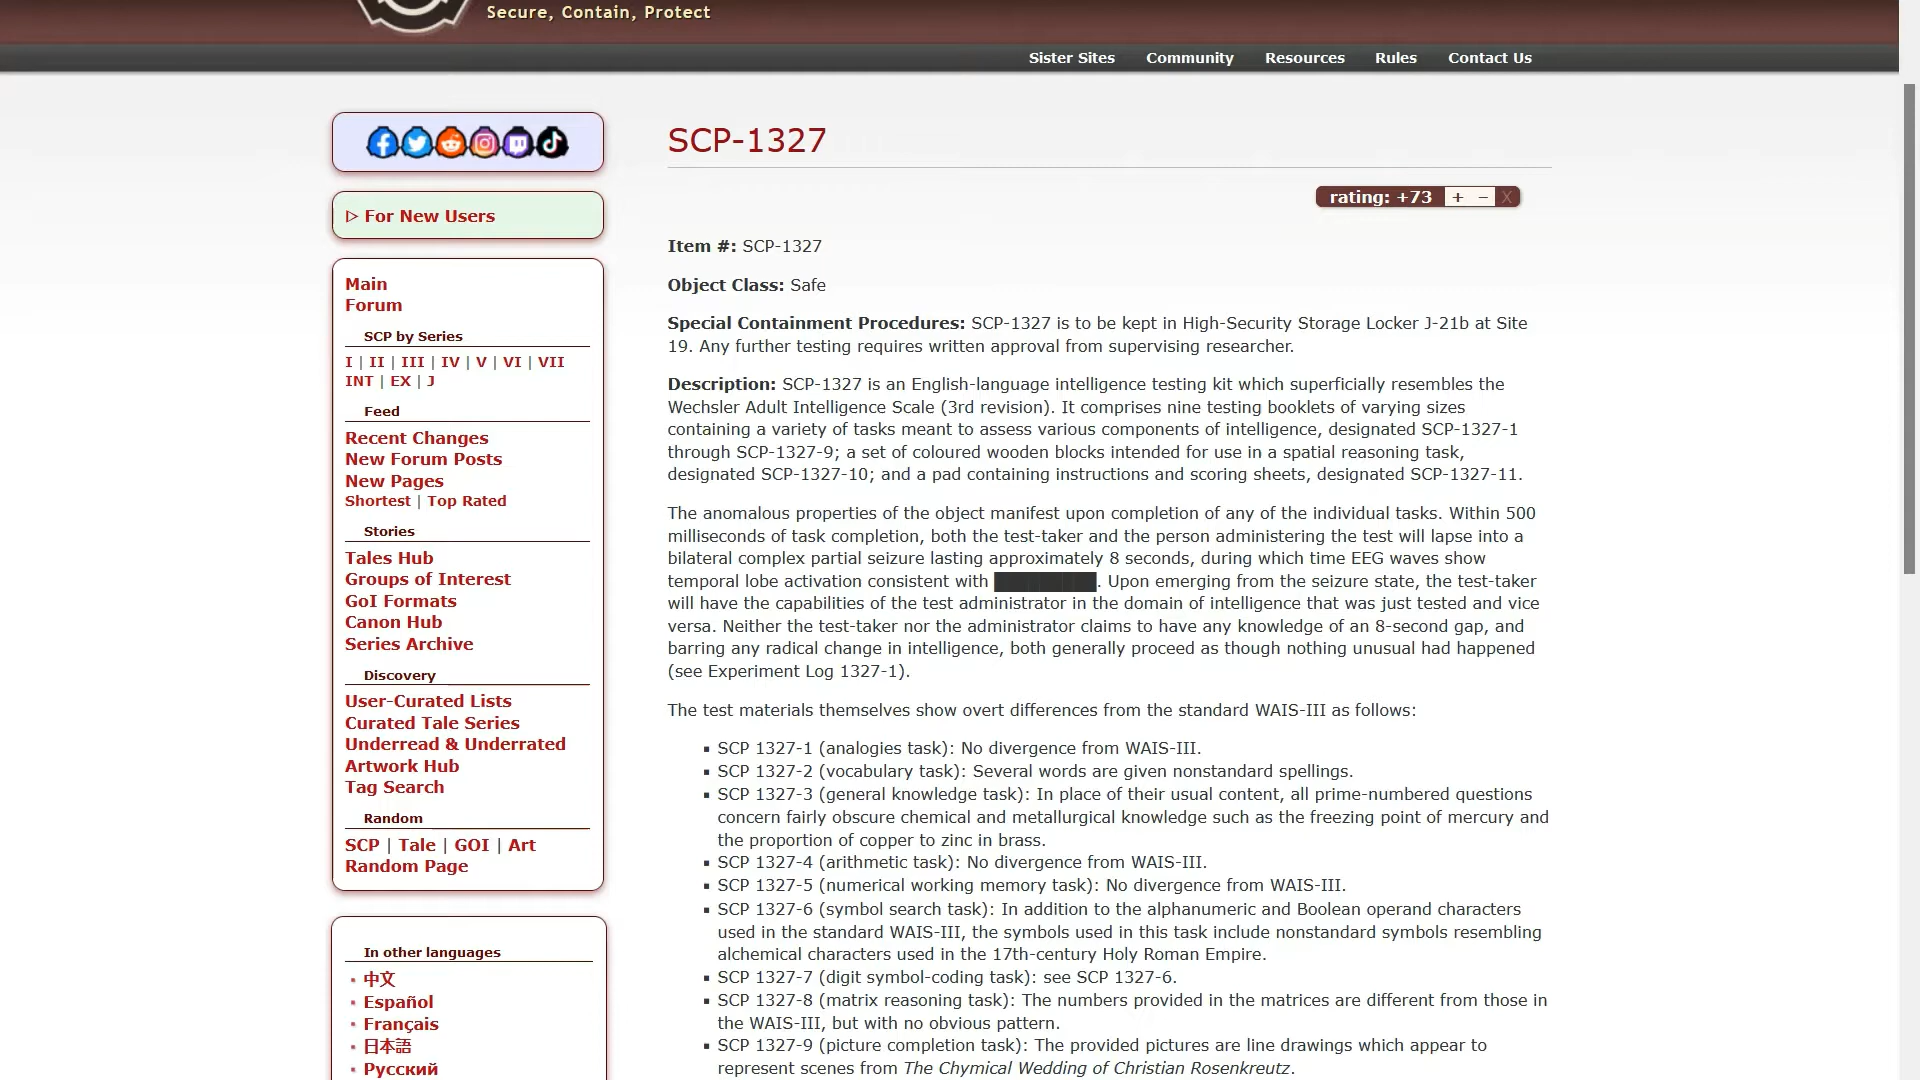 Secure, Contain, Protect
Sister Sites Community Resources Rules Contact Us
▷ For New Users
Main
Forum
SCP by Series
I | II | III | IV | V | VI | VII
INT | EX | J
Feed
Recent Changes
New Forum Posts
New Pages
Shortest | Top Rated
Stories
Tales Hub
Groups of Interest
GoI Formats
Canon Hub
Series Archive
Discovery
User-Curated Lists
Curated Tale Series
Underread & Underrated
Artwork Hub
Tag Search
Random
SCP | Tale | GOI | Art
Random Page
In other languages
中文
Español
Français
日本語
Русский
SCP-1327
rating: +73 + – X
Item #: SCP-1327
Object Class: Safe
Special Containment Procedures: SCP-1327 is to be kept in High-Security Storage Locker J-21b at Site
19. Any further testing requires written approval from supervising researcher.
Description: SCP-1327 is an English-language intelligence testing kit which superficially resembles the
Wechsler Adult Intelligence Scale (3rd revision). It comprises nine testing booklets of varying sizes
containing a variety of tasks meant to assess various components of intelligence, designated SCP-1327-1
through SCP-1327-9; a set of coloured wooden blocks intended for use in a spatial reasoning task,
designated SCP-1327-10; and a pad containing instructions and scoring sheets, designated SCP-1327-11.
The anomalous properties of the object manifest upon completion of any of the individual tasks. Within 500
milliseconds of task completion, both the test-taker and the person administering the test will lapse into a
bilateral complex partial seizure lasting approximately 8 seconds, during which time EEG waves show
temporal lobe activation consistent with █████████. Upon emerging from the seizure state, the test-taker
will have the capabilities of the test administrator in the domain of intelligence that was just tested and vice
versa. Neither the test-taker nor the administrator claims to have any knowledge of an 8-second gap, and
barring any radical change in intelligence, both generally proceed as though nothing unusual had happened
(see Experiment Log 1327-1).
The test materials themselves show overt differences from the standard WAIS-III as follows:
SCP 1327-1 (analogies task): No divergence from WAIS-III.
SCP 1327-2 (vocabulary task): Several words are given nonstandard spellings.
SCP 1327-3 (general knowledge task): In place of their usual content, all prime-numbered questions
concern fairly obscure chemical and metallurgical knowledge such as the freezing point of mercury and
the proportion of copper to zinc in brass.
SCP 1327-4 (arithmetic task): No divergence from WAIS-III.
SCP 1327-5 (numerical working memory task): No divergence from WAIS-III.
SCP 1327-6 (symbol search task): In addition to the alphanumeric and Boolean operand characters
used in the standard WAIS-III, the symbols used in this task include nonstandard symbols resembling
alchemical characters used in the 17th-century Holy Roman Empire.
SCP 1327-7 (digit symbol-coding task): see SCP 1327-6.
SCP 1327-8 (matrix reasoning task): The numbers provided in the matrices are different from those in
the WAIS-III, but with no obvious pattern.
SCP 1327-9 (picture completion task): The provided pictures are line drawings which appear to
represent scenes from The Chymical Wedding of Christian Rosenkreutz.